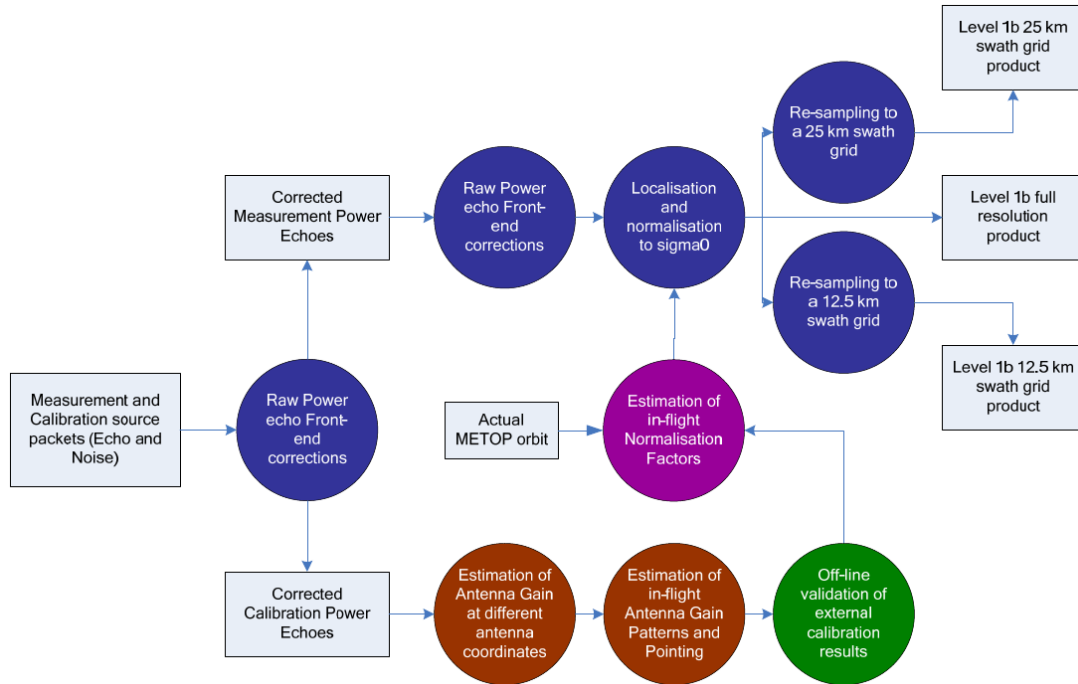 Level 1b 25 km
swath grid
product
Re-sampling to
a 25 km swath
grid
Corrected
Measurement Power
Echoes
Raw Power
echo Front-
end
corrections
Localisation
and
normalisation
to sigma0
Level 1b full
resolution
product
Re-sampling to
a 12.5 km
swath grid
Level 1b 12.5 km
swath grid
product
Measurement and
Calibration source
packets (Echo and
Noise)
Raw Power
echo Front-
end
corrections
Actual
METOP orbit
Estimation of
in-flight
Normalisation
Factors
Corrected
Calibration Power
Echoes
Estimation of
Antenna Gain
at different
antenna
coordinates
Estimation of
in-flight
Antenna Gain
Patterns and
Pointing
Off-line
validation of
external
calibration
results